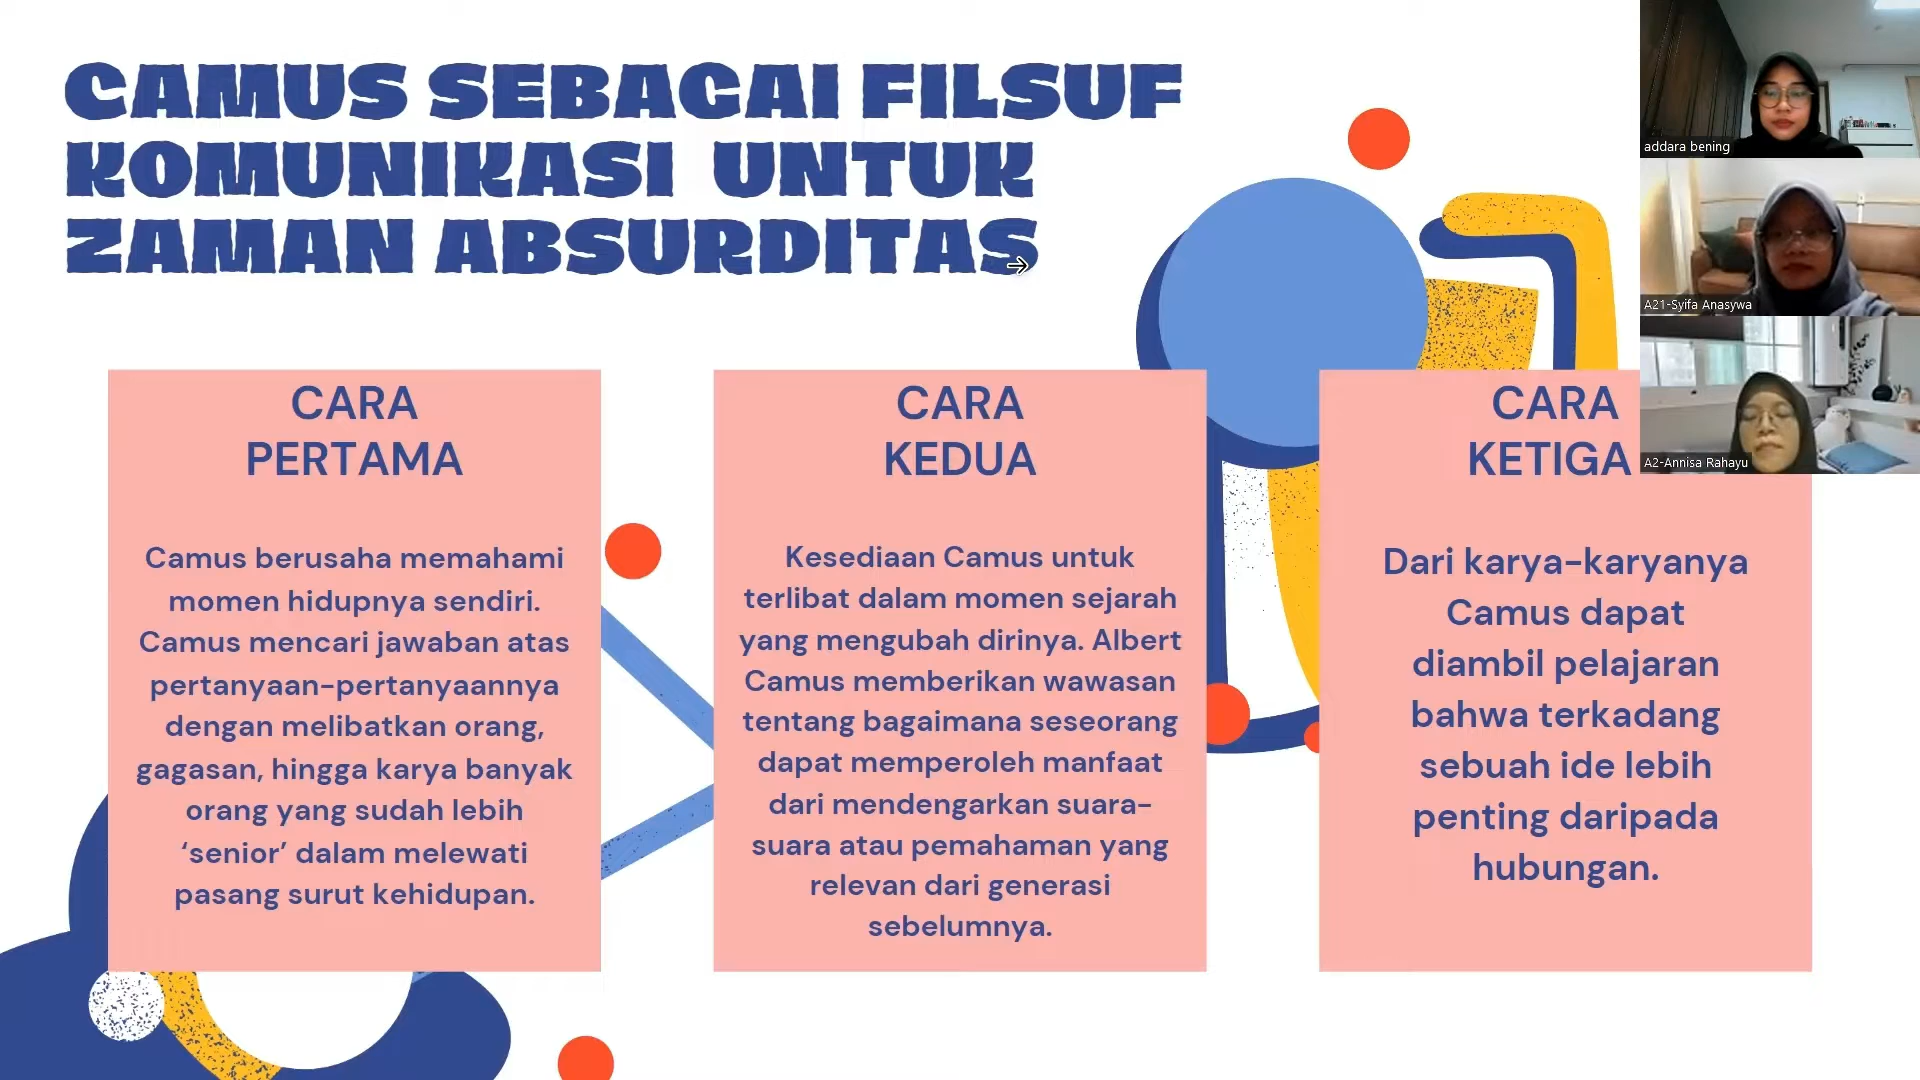 CAMUS SEBAGAI FILSUF
KOMUNIKASI UNTUK
ZAMAN ABSURDITAS
CARA
PERTAMA
Camus berusaha memahami
momen hidupnya sendiri.
Camus mencari jawaban atas
pertanyaan-pertanyaannya
dengan melibatkan orang,
gagasan, hingga karya banyak
orang yang sudah lebih
‘senior’ dalam melewati
pasang surut kehidupan.
CARA
KEDUA
Kesediaan Camus untuk
terlibat dalam momen sejarah
yang mengubah dirinya. Albert
Camus memberikan wawasan
tentang bagaimana seseorang
dapat memperoleh manfaat
dari mendengarkan suara-
suara atau pemahaman yang
relevan dari generasi
sebelumnya.
CARA
KETIGA
Dari karya-karyanya
Camus dapat
diambil pelajaran
bahwa terkadang
sebuah ide lebih
penting daripada
hubungan.
addara bening
A21-Syifa Anasywa
A2-Annisa Rahayu